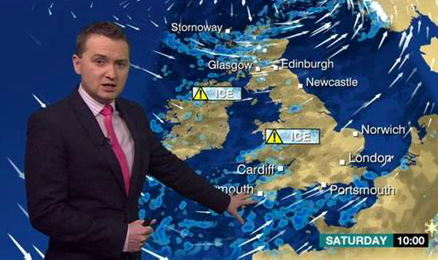 Stornoway
Glasgow
Edinburgh
Newcastle
ICE
ICE
Norwich
London
Cardiff
mouth
Portsmouth
SATURDAY 10:00